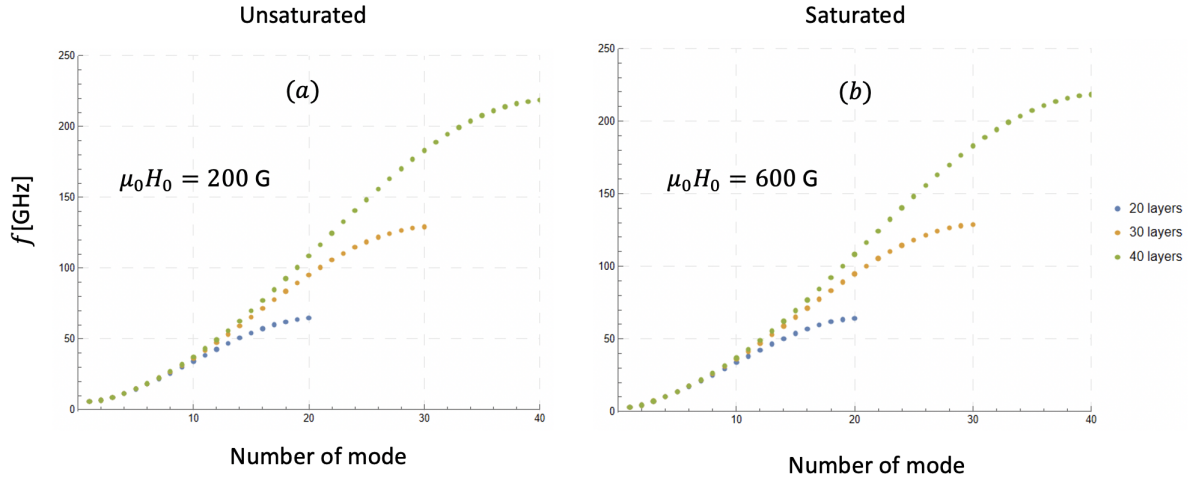 Unsaturated
Saturated
250
200
150
100
50
0
10
20
30
40
(a)
μ₀H₀ = 200 G
f[GHz]
Number of mode
250
200
150
100
50
0
10
20
30
40
(b)
μ₀H₀ = 600 G
Number of mode
20 layers
30 layers
40 layers